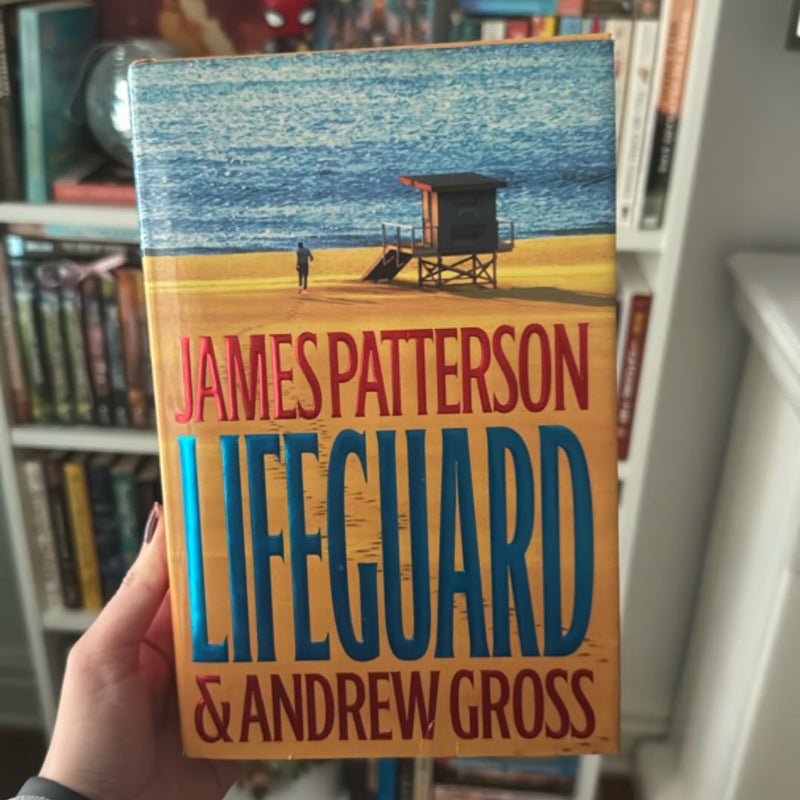 JAMES PATTERSON
LIFEGUARD
& ANDREW GROSS